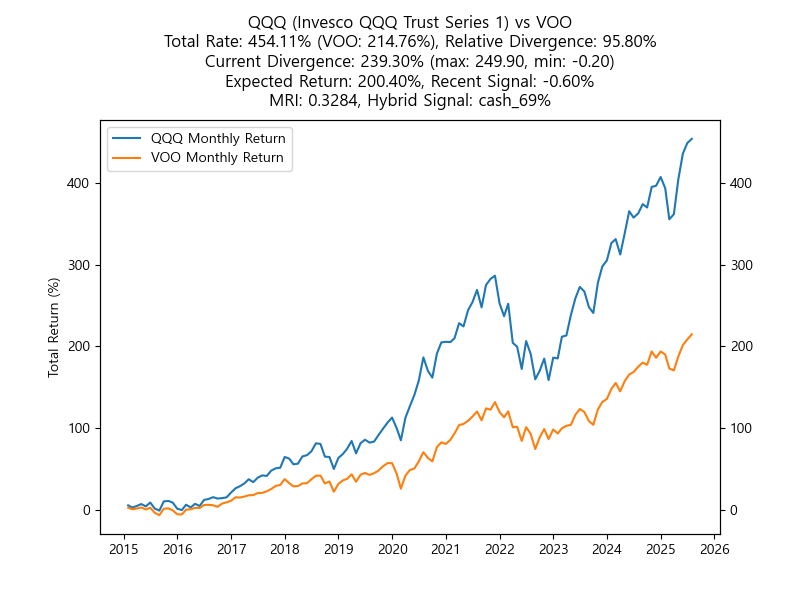 QQQ (Invesco QQQ Trust Series 1) vs VOO
Total Rate: 454.11% (VOO: 214.76%), Relative Divergence: 95.80%
Current Divergence: 239.30% (max: 249.90, min: -0.20)
Expected Return: 200.40%, Recent Signal: -0.60%
MRI: 0.3284, Hybrid Signal: cash_69%
QQQ Monthly Return
VOO Monthly Return
Total Return (%)
400
300
200
100
0
400
300
200
100
0
2015 2016 2017 2018 2019 2020 2021 2022 2023 2024 2025 2026